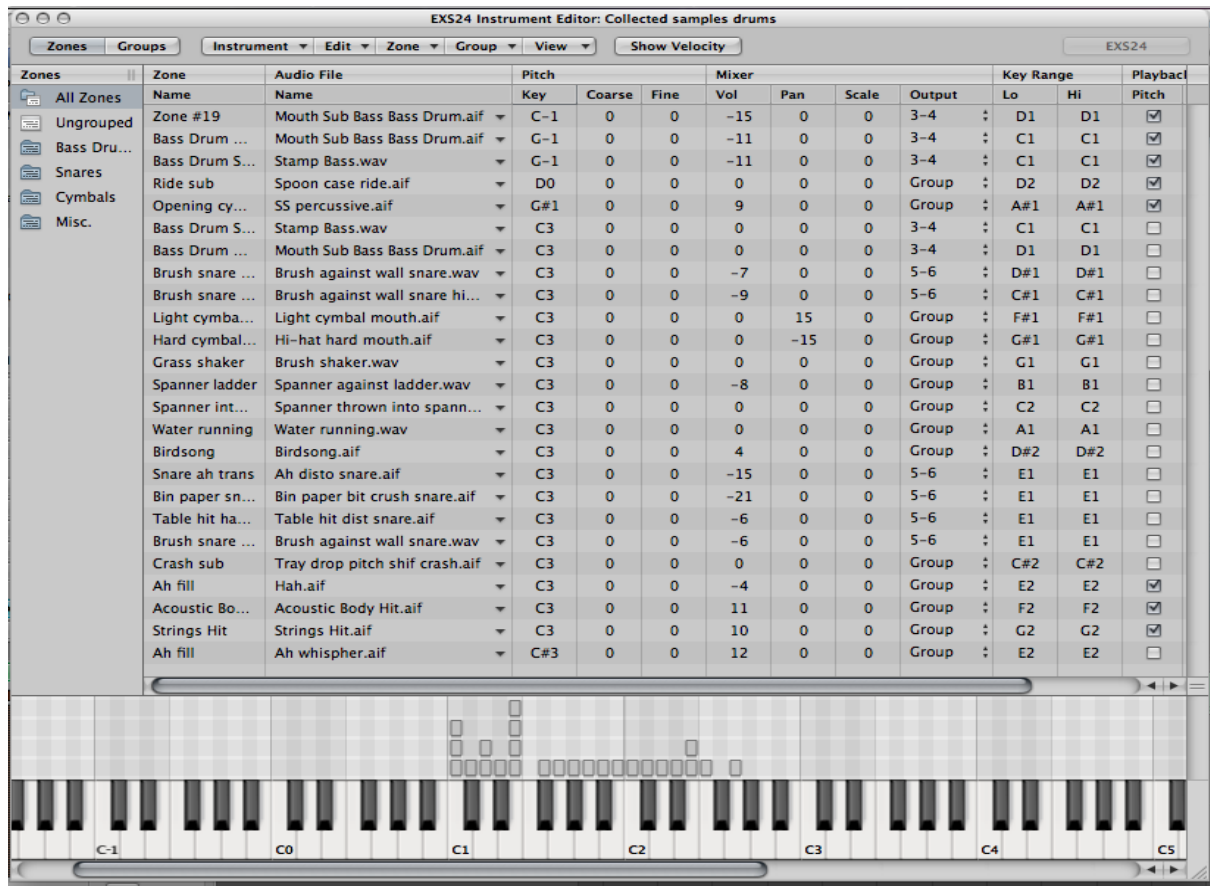 EXS24 Instrument Editor: Collected samples drums
Zones Groups Instrument Edit Zone Group View Show Velocity EXS24
Zones Zone Audio File Pitch Mixer Key Range Playback
Name Name Key Coarse Fine Vol Pan Scale Output Lo Hi Pitch
All Zones
Ungrouped
Bass Dru...
Snares
Cymbals
Misc.
Zone #19 Mouth Sub Bass Bass Drum.aif C-1 0 0 -15 0 0 3-4 D1 D1
Bass Drum ... Mouth Sub Bass Bass Drum.aif G-1 0 0 -11 0 0 3-4 C1 C1
Bass Drum S... Stamp Bass.wav G-1 0 0 -11 0 0 3-4 C1 C1
Ride sub Spoon case ride.aif D0 0 0 0 0 0 Group D2 D2
Opening cy... SS percussive.aif G#1 0 0 9 0 0 Group A#1 A#1
Bass Drum S... Stamp Bass.wav C3 0 0 0 0 0 3-4 C1 C1
Bass Drum ... Mouth Sub Bass Bass Drum.aif C3 0 0 0 0 0 3-4 D1 D1
Brush snare ... Brush against wall snare.wav C3 0 0 -7 0 0 5-6 D#1 D#1
Brush snare ... Brush against wall snare hi... C3 0 0 -9 0 0 5-6 C#1 C#1
Light cymba... Light cymbal mouth.aif C3 0 0 0 15 0 Group F#1 F#1
Hard cymbal... Hi-hat hard mouth.aif C3 0 0 0 -15 0 Group G#1 G#1
Grass shaker Brush shaker.wav C3 0 0 0 0 0 Group G1 G1
Spanner ladder Spanner against ladder.wav C3 0 0 -8 0 0 Group B1 B1
Spanner int... Spanner thrown into spann... C3 0 0 0 0 0 Group C2 C2
Water running Water running.wav C3 0 0 0 0 0 Group A1 A1
Birdsong Birdsong.aif C3 0 0 4 0 0 Group D#2 D#2
Snare ah trans Ah disto snare.aif C3 0 0 -15 0 0 5-6 E1 E1
Bin paper sn... Bin paper bit crush snare.aif C3 0 0 -21 0 0 5-6 E1 E1
Table hit ha... Table hit dist snare.aif C3 0 0 -6 0 0 5-6 E1 E1
Brush snare ... Brush against wall snare.wav C3 0 0 -6 0 0 5-6 E1 E1
Crash sub Tray drop pitch shif crash.aif C3 0 0 0 0 0 Group C#2 C#2
Ah fill Hah.aif C3 0 0 -4 0 0 Group E2 E2
Acoustic Bo... Acoustic Body Hit.aif C3 0 0 11 0 0 Group F2 F2
Strings Hit Strings Hit.aif C3 0 0 10 0 0 Group G2 G2
Ah fill Ah whispher.aif C#3 0 0 12 0 0 Group E2 E2
C-1 C0 C1 C2 C3 C4 C5